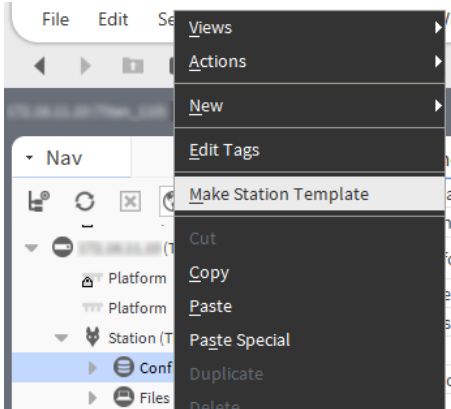 File Edit
Views
Actions
New
Nav
Edit Tags
Make Station Template
Cut
Platform
Copy
Platform
Paste
Station (T
Paste Special
Conf
Duplicate
Files
Delete